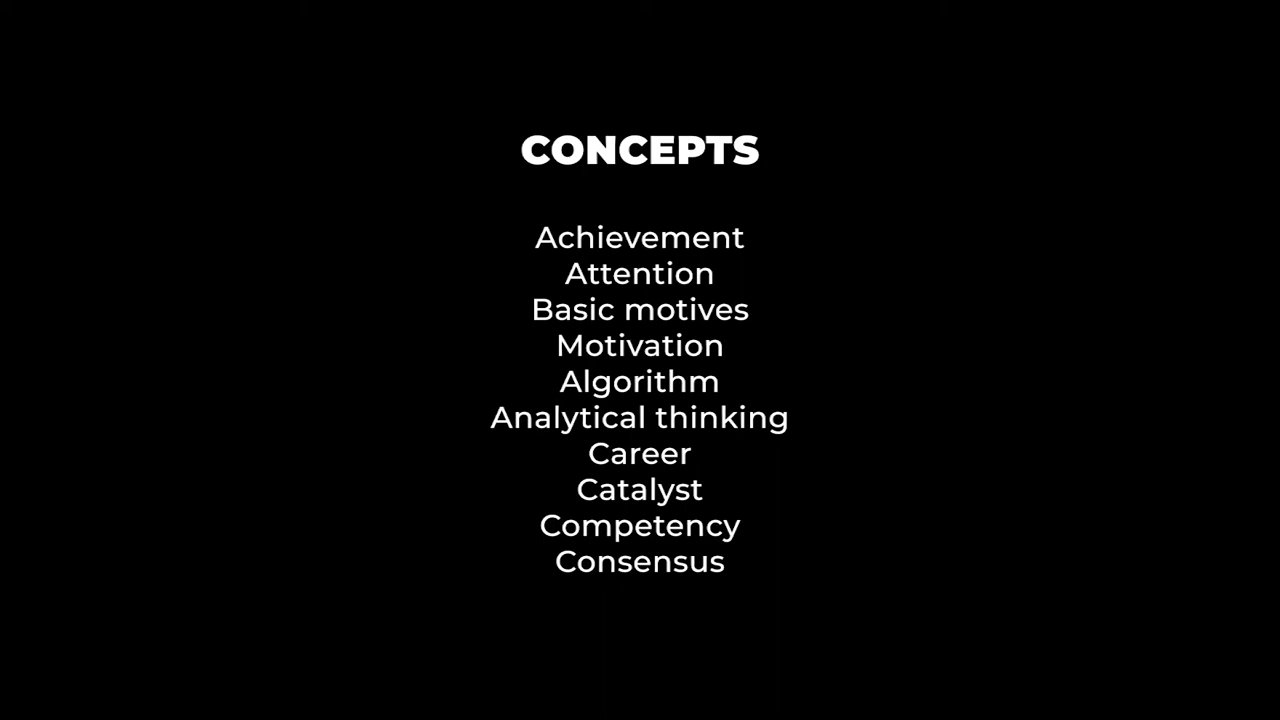 CONCEPTS
Achievement
Attention
Basic motives
Motivation
Algorithm
Analytical thinking
Career
Catalyst
Competency
Consensus